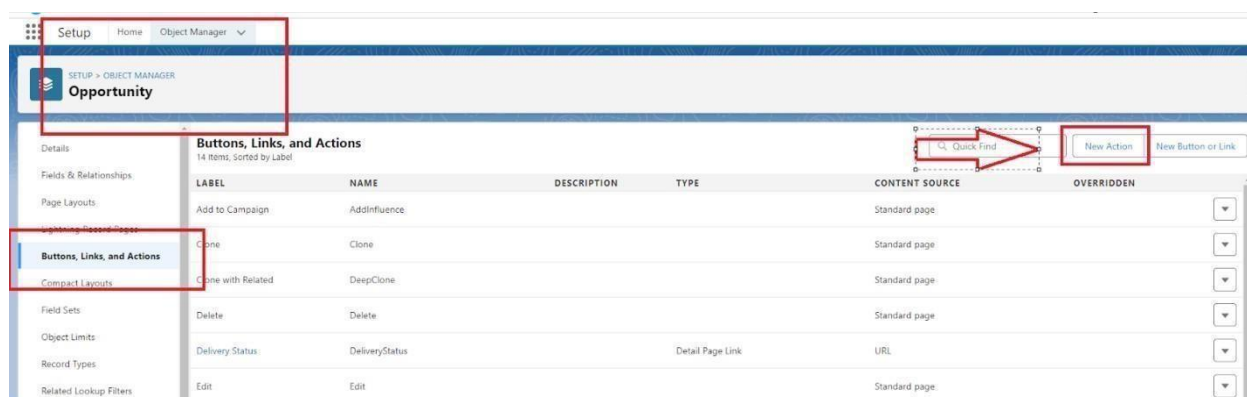 Setup Home Object Manager
SETUP > OBJECT MANAGER
Opportunity
Details
Fields & Relationships
Page Layouts
Lightning Record Pages
Buttons, Links, and Actions
Compact Layouts
Field Sets
Object Limits
Record Types
Related Lookup Filters
Buttons, Links, and Actions
14 Items, Sorted by Label
Quick Find
New Action
New Button or Link
LABEL NAME DESCRIPTION TYPE CONTENT SOURCE OVERRIDDEN
Add to Campaign AddInfluence Standard page
Clone Clone Standard page
Clone with Related DeepClone Standard page
Delete Delete Standard page
Delivery Status DeliveryStatus Detail Page Link URL
Edit Edit Standard page